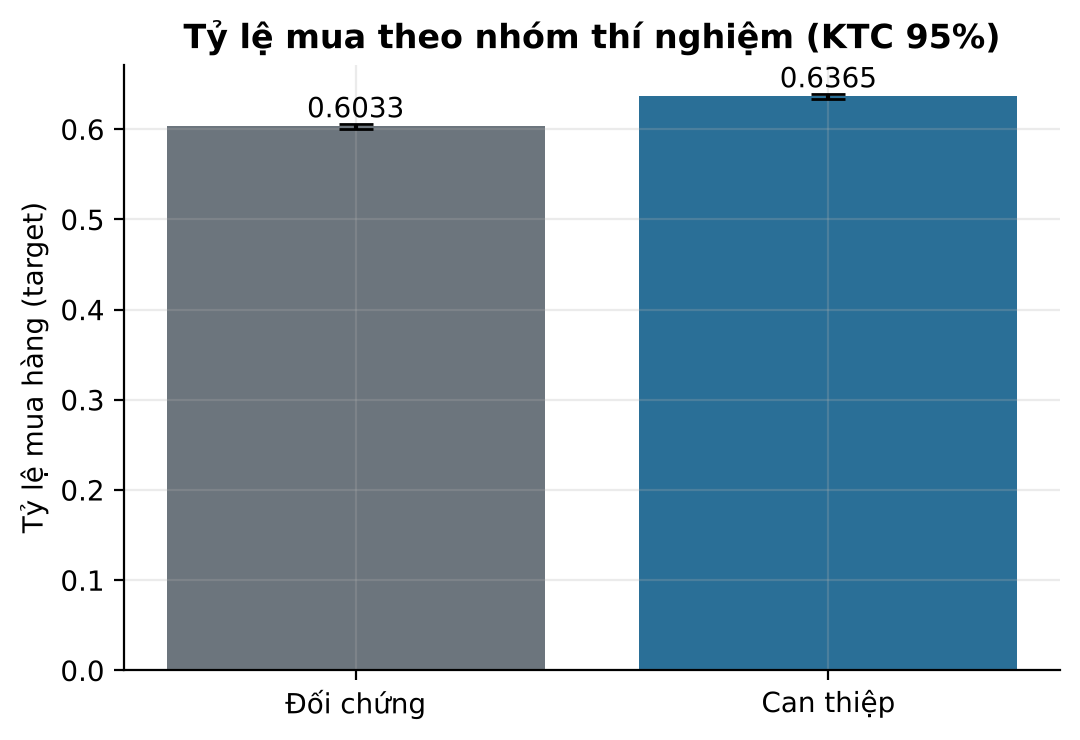 Tỷ lệ mua theo nhóm thí nghiệm (KTC 95%)
Tỷ lệ mua hàng (target)
0.6
0.5
0.4
0.3
0.2
0.1
0.0
0.6033
0.6365
Đối chứng
Can thiệp